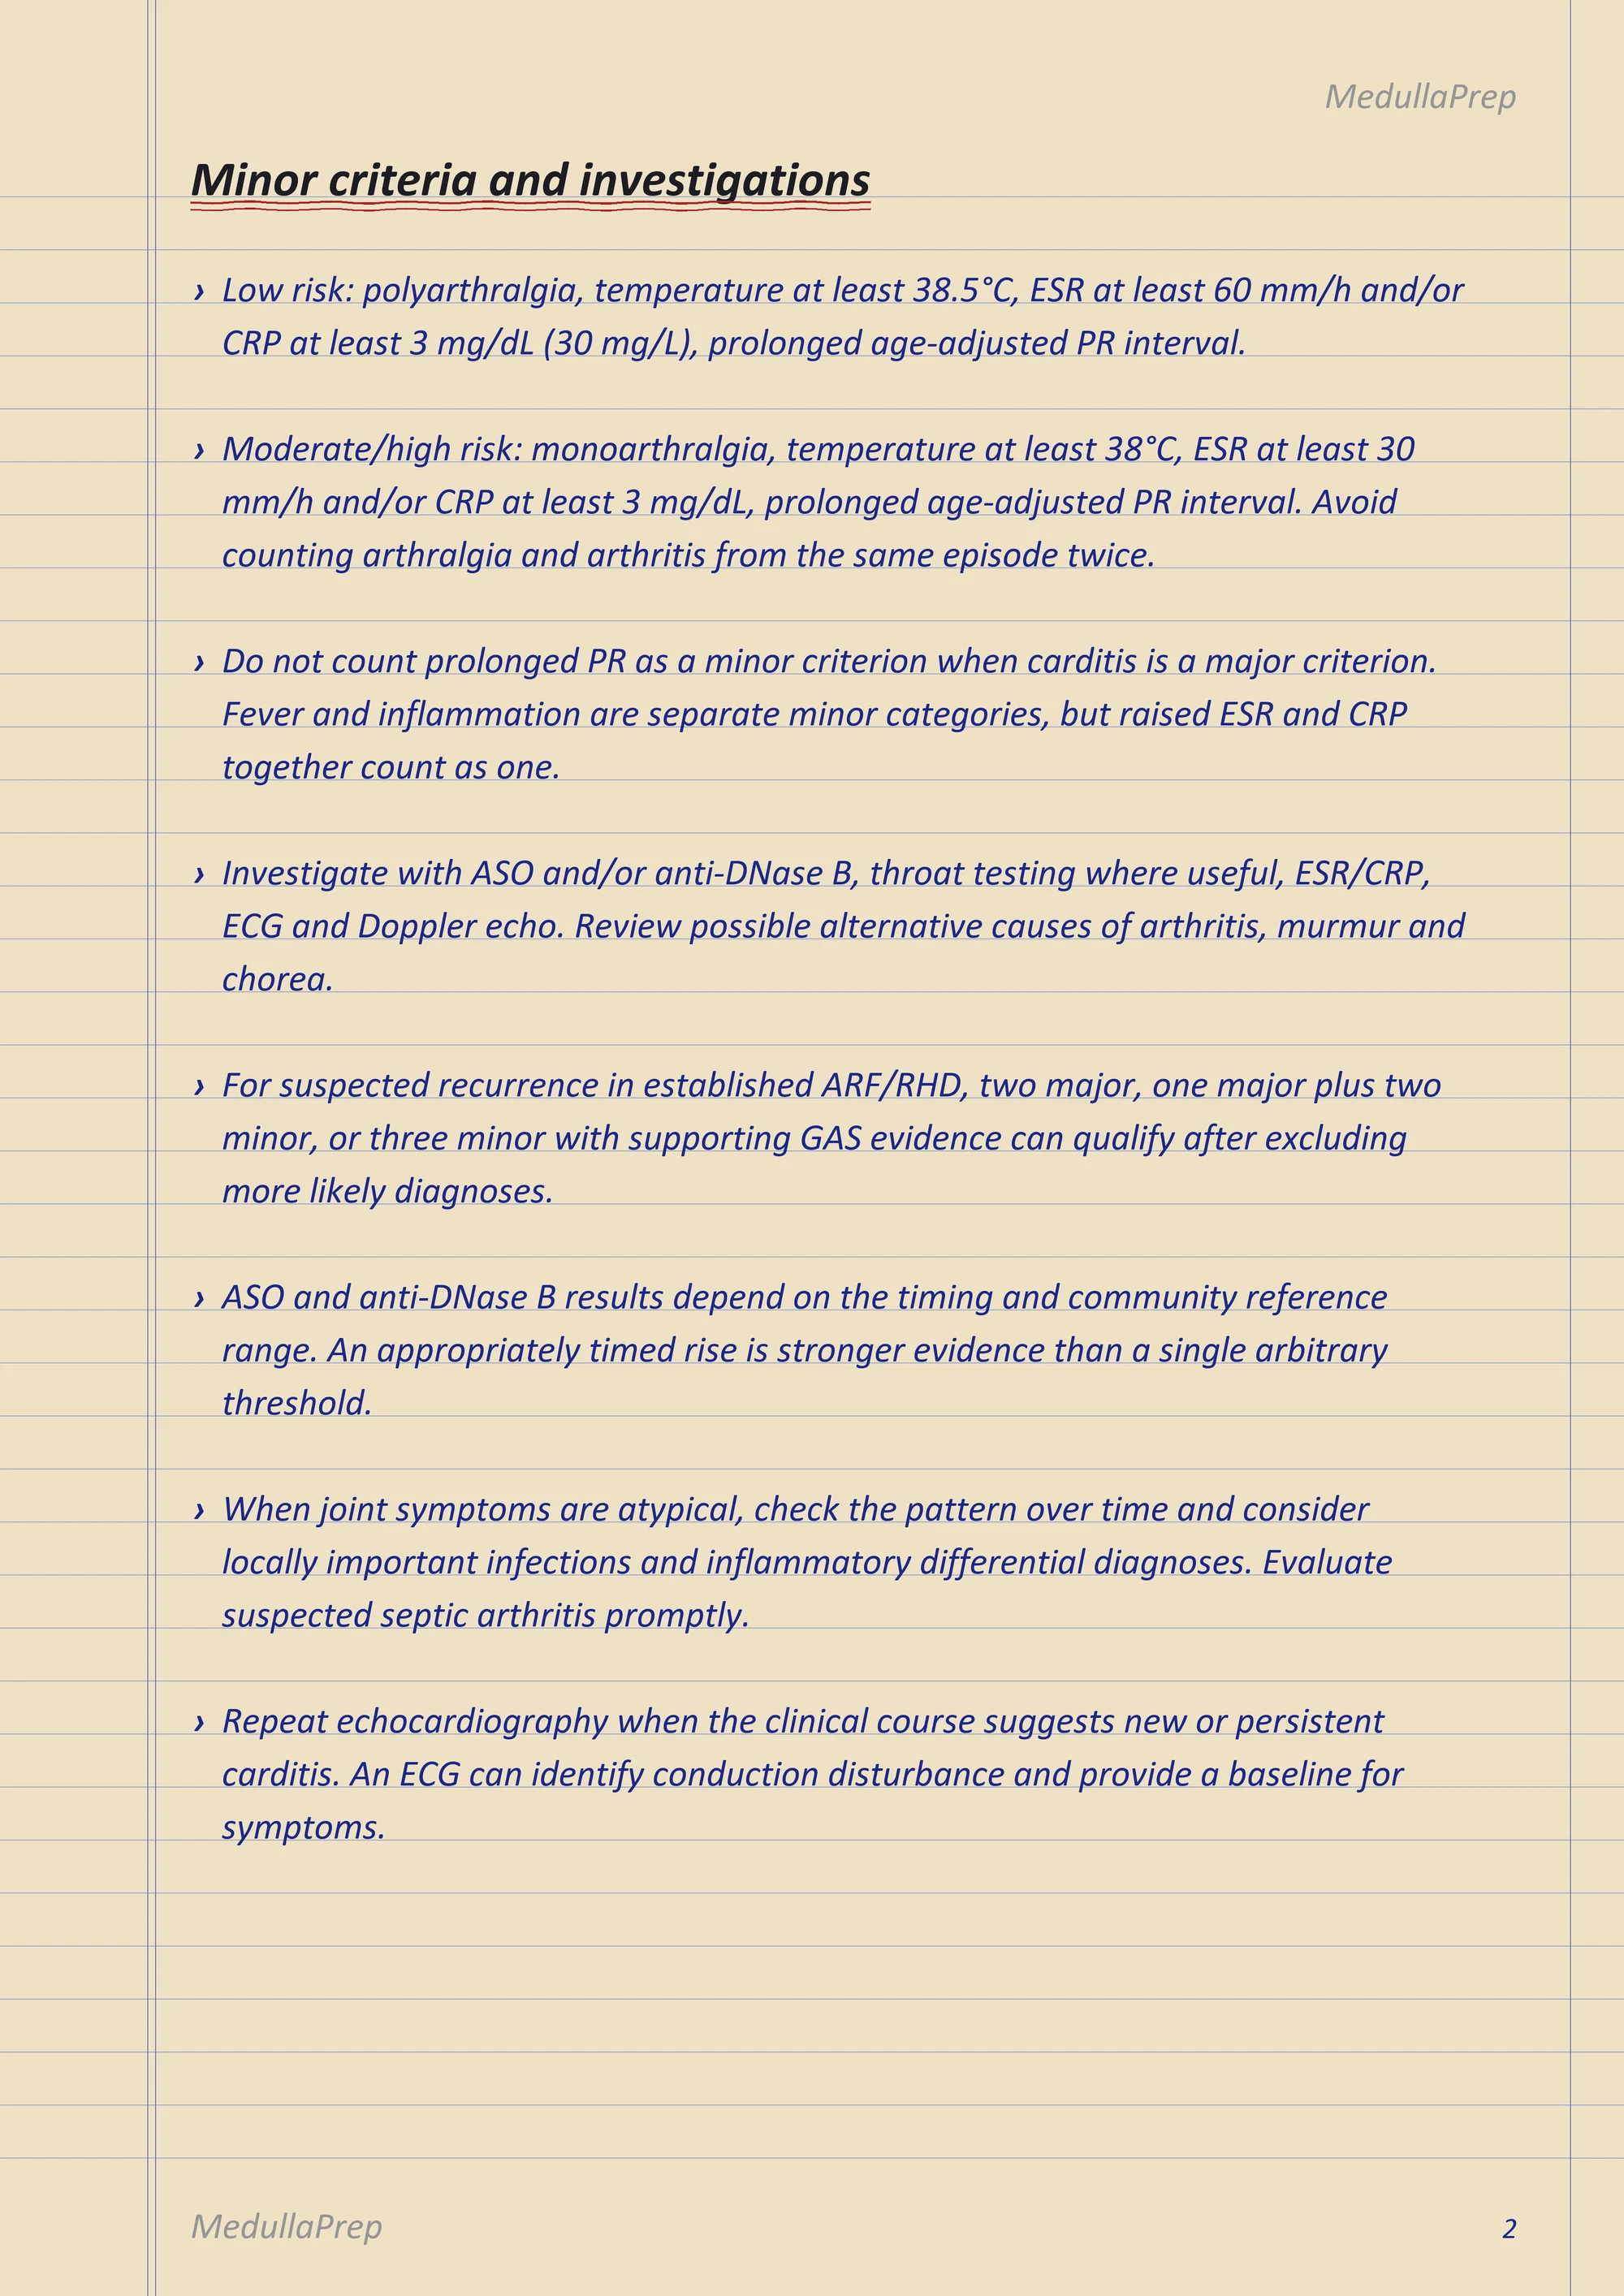 MedullaPrep
Minor criteria and investigations
› Low risk: polyarthralgia, temperature at least 38.5°C, ESR at least 60 mm/h and/or
CRP at least 3 mg/dL (30 mg/L), prolonged age-adjusted PR interval.
› Moderate/high risk: monoarthralgia, temperature at least 38°C, ESR at least 30
mm/h and/or CRP at least 3 mg/dL, prolonged age-adjusted PR interval. Avoid
counting arthralgia and arthritis from the same episode twice.
› Do not count prolonged PR as a minor criterion when carditis is a major criterion.
Fever and inflammation are separate minor categories, but raised ESR and CRP
together count as one.
› Investigate with ASO and/or anti-DNase B, throat testing where useful, ESR/CRP,
ECG and Doppler echo. Review possible alternative causes of arthritis, murmur and
chorea.
› For suspected recurrence in established ARF/RHD, two major, one major plus two
minor, or three minor with supporting GAS evidence can qualify after excluding
more likely diagnoses.
› ASO and anti-DNase B results depend on the timing and community reference
range. An appropriately timed rise is stronger evidence than a single arbitrary
threshold.
› When joint symptoms are atypical, check the pattern over time and consider
locally important infections and inflammatory differential diagnoses. Evaluate
suspected septic arthritis promptly.
› Repeat echocardiography when the clinical course suggests new or persistent
carditis. An ECG can identify conduction disturbance and provide a baseline for
symptoms.
MedullaPrep
2